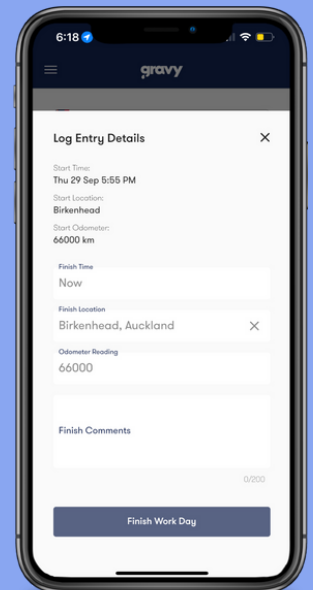 6:18
gravy
Log Entry Details
Start Time:
Thu 29 Sep 5:55 PM
Start Location:
Birkenhead
Start Odometer:
66000 km
Finish Time
Now
Finish Location
Birkenhead, Auckland
Odometer Reading
66000
Finish Comments
0/200
Finish Work Day